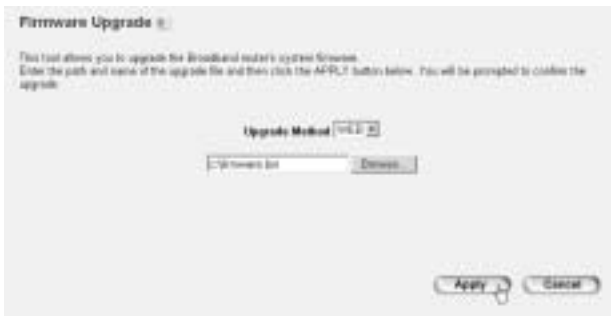 Firmware Upgrade
This tool allows you to upgrade the Broadband router's system firmware.
Enter the path and name of the upgrade file and then click the APPLY button below. You will be prompted to confirm the
upgrade.
Upgrade Method WEB
Browse...
Apply Cancel